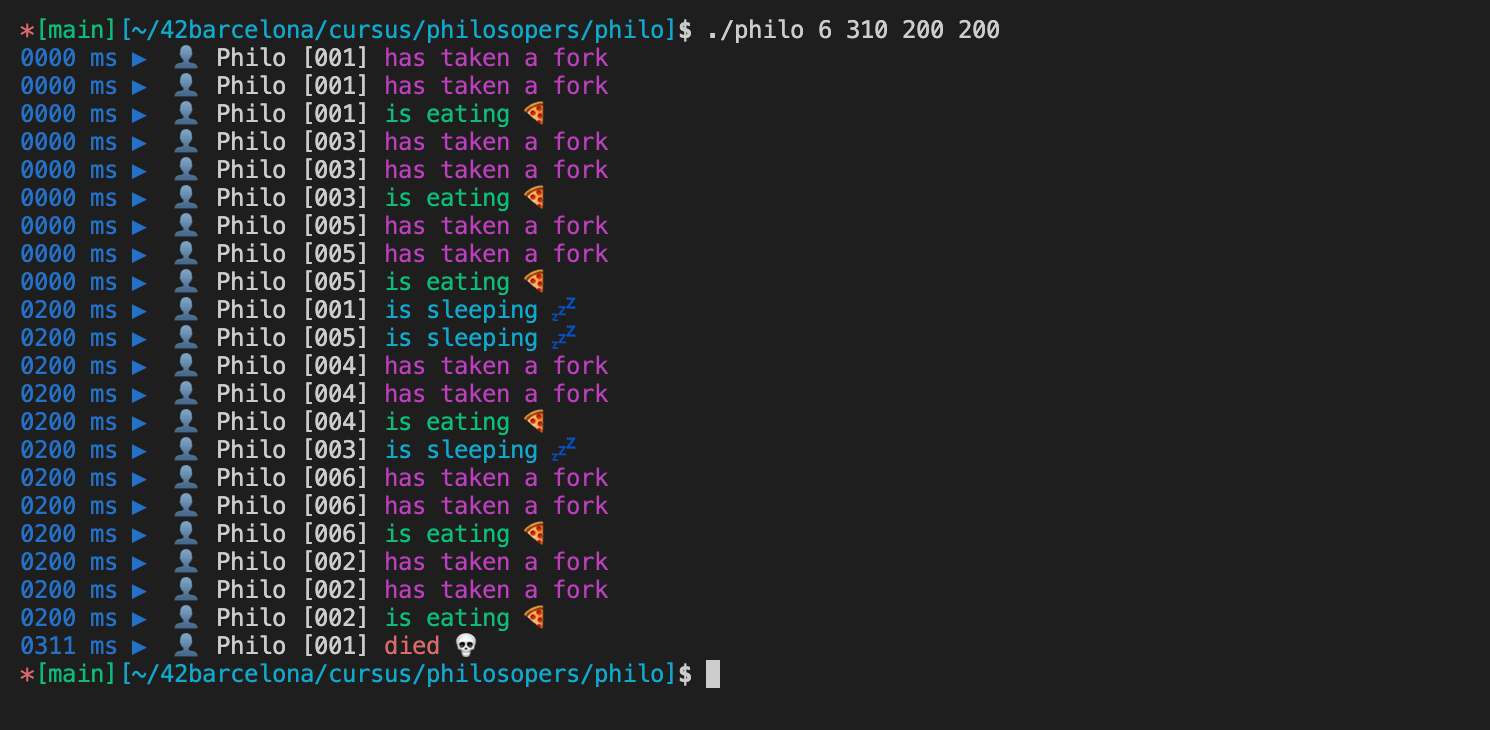 *[main][~/42barcelona/cursus/philosopers/philo]$ ./philo 6 310 200 200
0000 ms ▶ 👤 Philo [001] has taken a fork
0000 ms ▶ 👤 Philo [001] has taken a fork
0000 ms ▶ 👤 Philo [001] is eating 🍕
0000 ms ▶ 👤 Philo [003] has taken a fork
0000 ms ▶ 👤 Philo [003] has taken a fork
0000 ms ▶ 👤 Philo [003] is eating 🍕
0000 ms ▶ 👤 Philo [005] has taken a fork
0000 ms ▶ 👤 Philo [005] has taken a fork
0000 ms ▶ 👤 Philo [005] is eating 🍕
0200 ms ▶ 👤 Philo [001] is sleeping 💤
0200 ms ▶ 👤 Philo [005] is sleeping 💤
0200 ms ▶ 👤 Philo [004] has taken a fork
0200 ms ▶ 👤 Philo [004] has taken a fork
0200 ms ▶ 👤 Philo [004] is eating 🍕
0200 ms ▶ 👤 Philo [003] is sleeping 💤
0200 ms ▶ 👤 Philo [006] has taken a fork
0200 ms ▶ 👤 Philo [006] has taken a fork
0200 ms ▶ 👤 Philo [006] is eating 🍕
0200 ms ▶ 👤 Philo [002] has taken a fork
0200 ms ▶ 👤 Philo [002] has taken a fork
0200 ms ▶ 👤 Philo [002] is eating 🍕
0311 ms ▶ 👤 Philo [001] died 💀
*[main][~/42barcelona/cursus/philosopers/philo]$